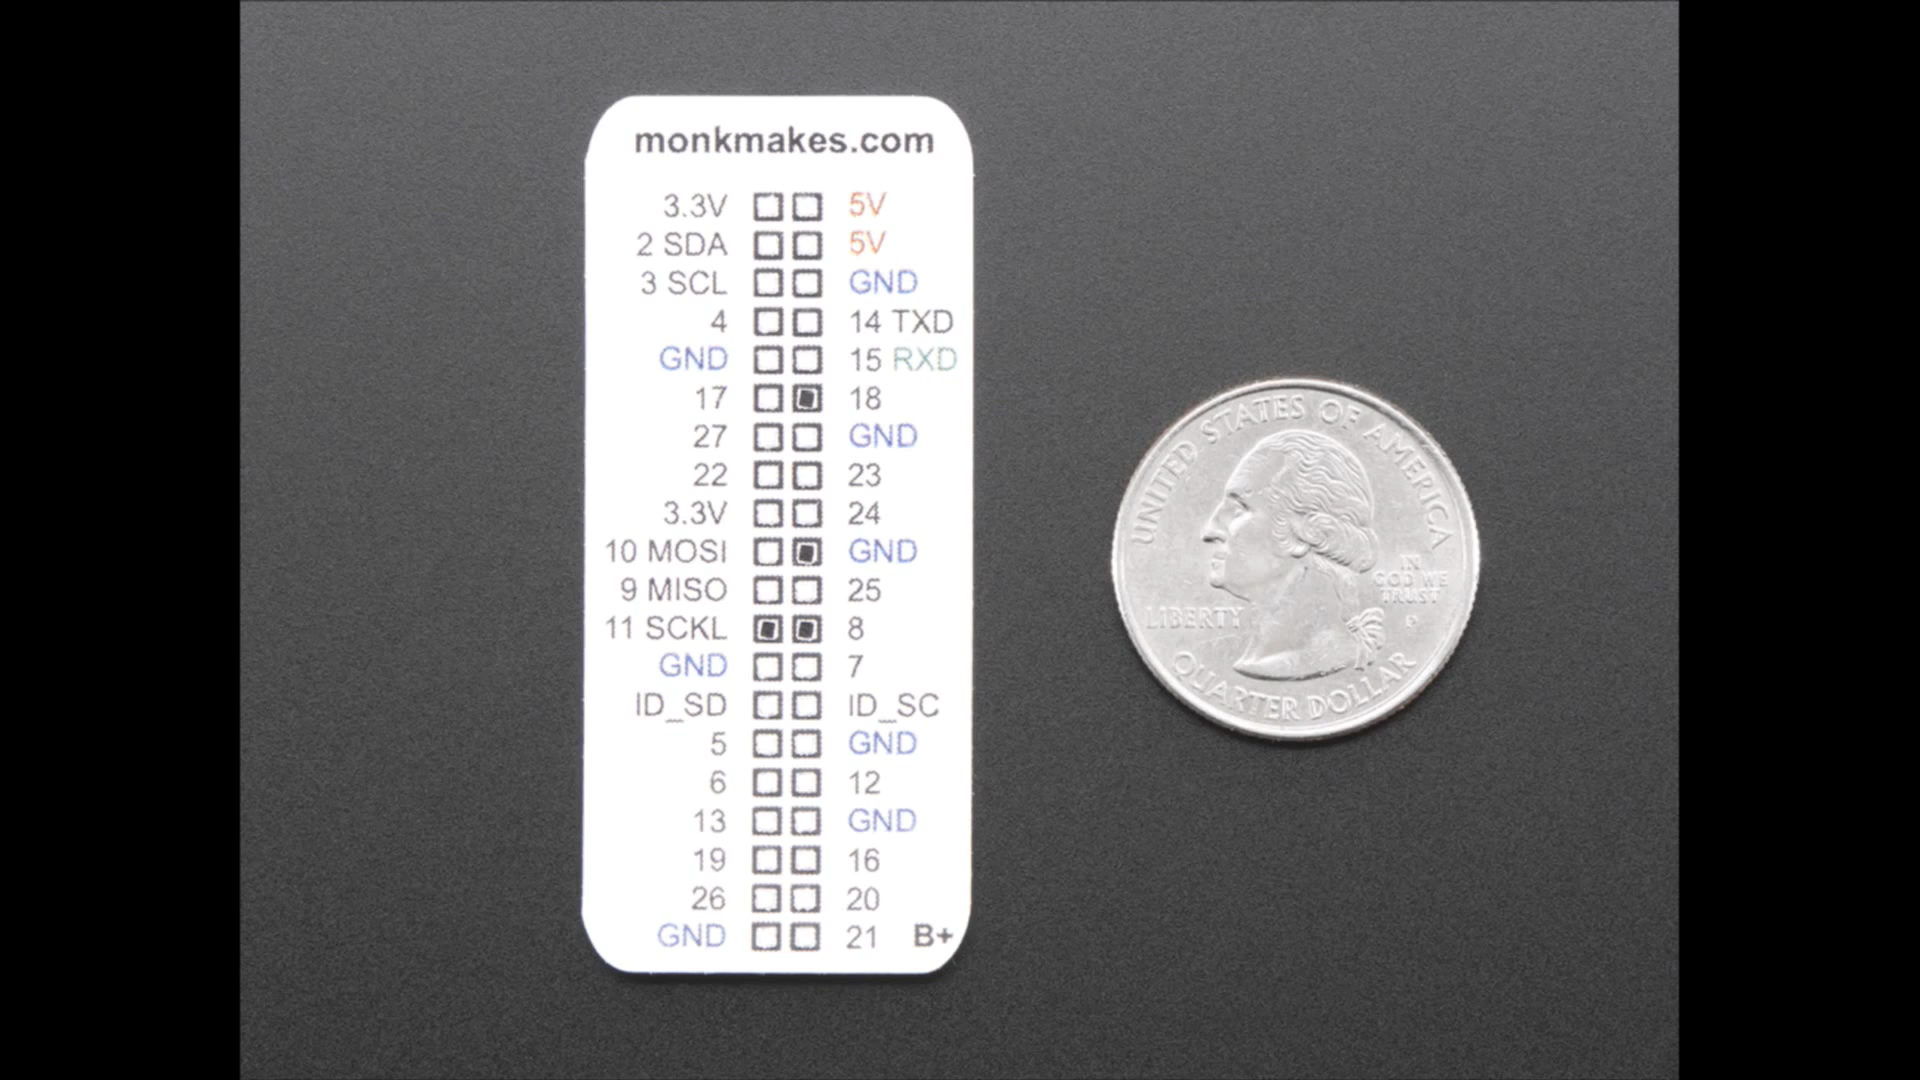 monkmakes.com
3.3V 5V
2 SDA 5V
3 SCL GND
4 14 TXD
GND 15 RXD
17 18
27 GND
22 23
3.3V 24
10 MOSI GND
9 MISO 25
11 SCKL 8
GND 7
ID_SD ID_SC
5 GND
6 12
13 GND
19 16
26 20
GND 21 B+
UNITED STATES OF AMERICA
IN
GOD WE
TRUST
LIBERTY
P
QUARTER DOLLAR